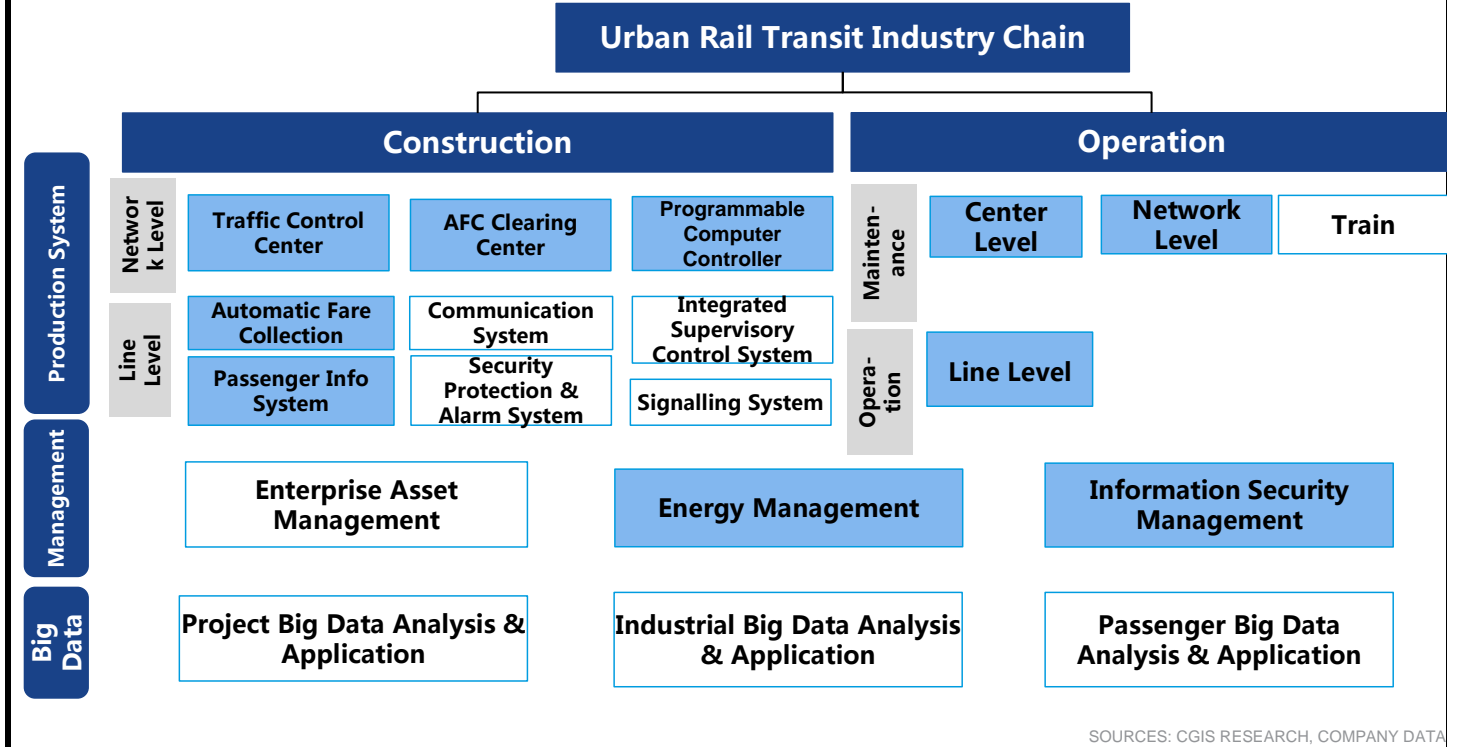 Urban Rail Transit Industry Chain
Construction
Operation
Production System
Networ
k Level
Traffic Control
Center
AFC Clearing
Center
Programmable
Computer
Controller
Mainten-
ance
Center
Level
Network
Level
Train
Line
Level
Automatic Fare
Collection
Communication
System
Integrated
Supervisory
Control System
Passenger Info
System
Security
Protection &
Alarm System
Signalling System
Opera-
tion
Line Level
Management
Enterprise Asset
Management
Energy Management
Information Security
Management
Big
Data
Project Big Data Analysis &
Application
Industrial Big Data Analysis
& Application
Passenger Big Data
Analysis & Application
SOURCES: CGIS RESEARCH, COMPANY DATA